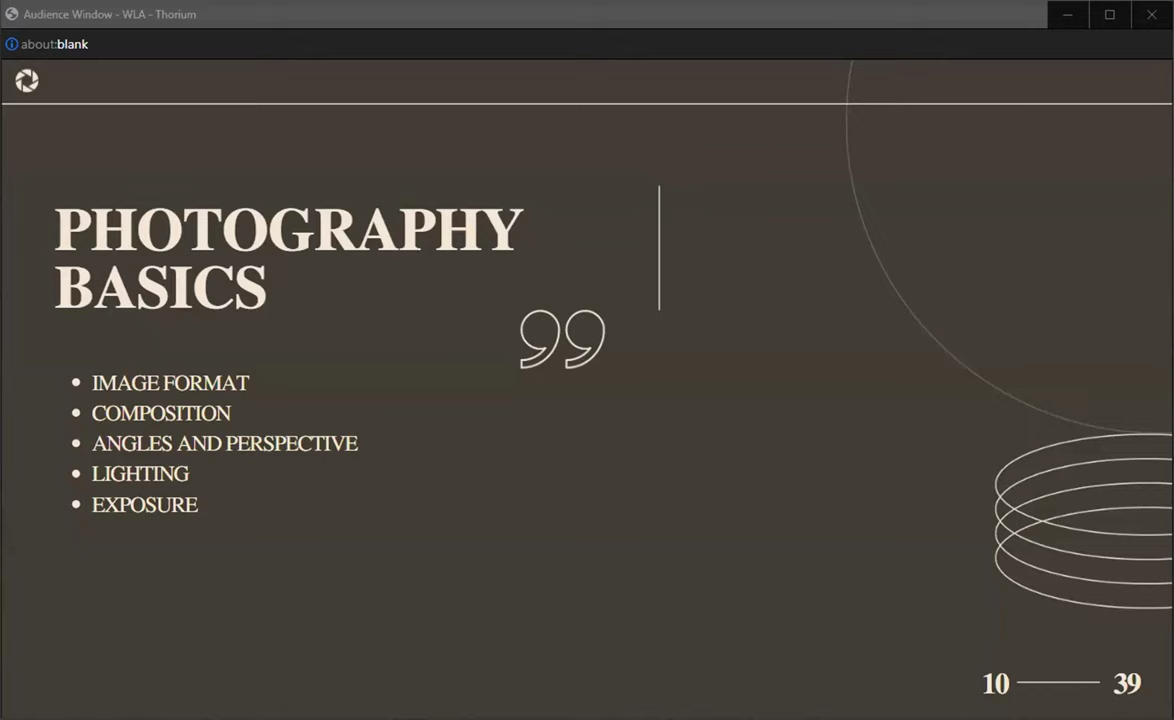 Audience Window - WLA - Thorium
about:blank
PHOTOGRAPHY
BASICS
”
• IMAGE FORMAT
• COMPOSITION
• ANGLES AND PERSPECTIVE
• LIGHTING
• EXPOSURE
10 39